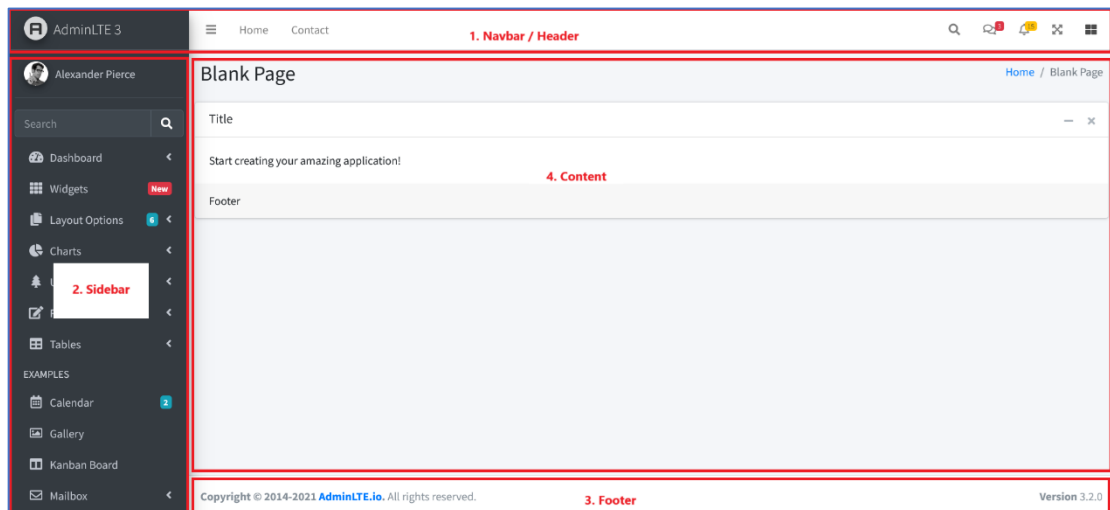 AdminLTE 3
Home Contact
1. Navbar / Header
3
15
Alexander Pierce
Blank Page
Home / Blank Page
Search
Title
Dashboard
Start creating your amazing application!
4. Content
Widgets New
Footer
Layout Options 6
Charts
2. Sidebar
Tables
EXAMPLES
Calendar 2
Gallery
Kanban Board
Mailbox
Copyright © 2014-2021 AdminLTE.io. All rights reserved.
3. Footer
Version 3.2.0